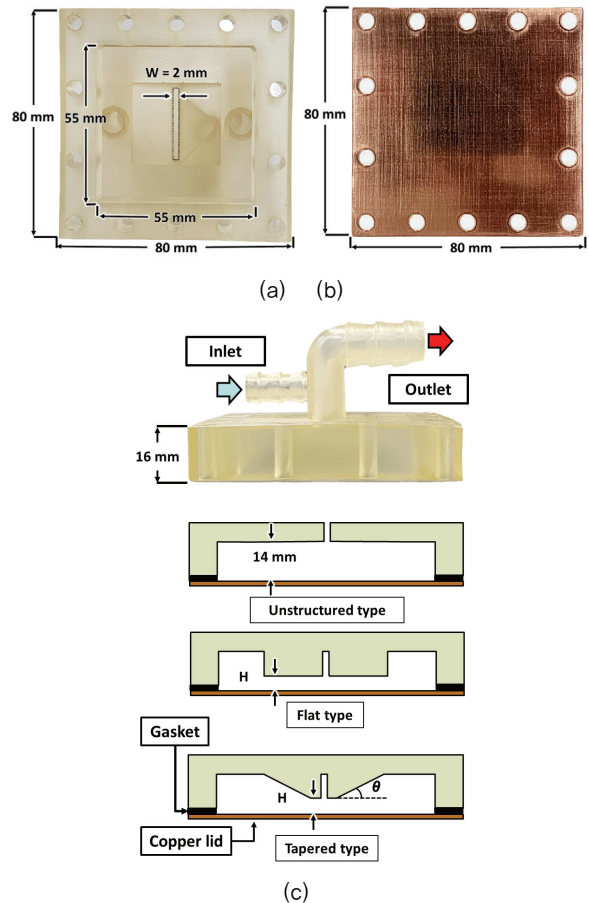 W = 2 mm
80 mm
55 mm
55 mm
80 mm
80 mm
80 mm
(a) (b)
Inlet
Outlet
16 mm
14 mm
Unstructured type
H
Flat type
Gasket
H
θ
Copper lid
Tapered type
(c)